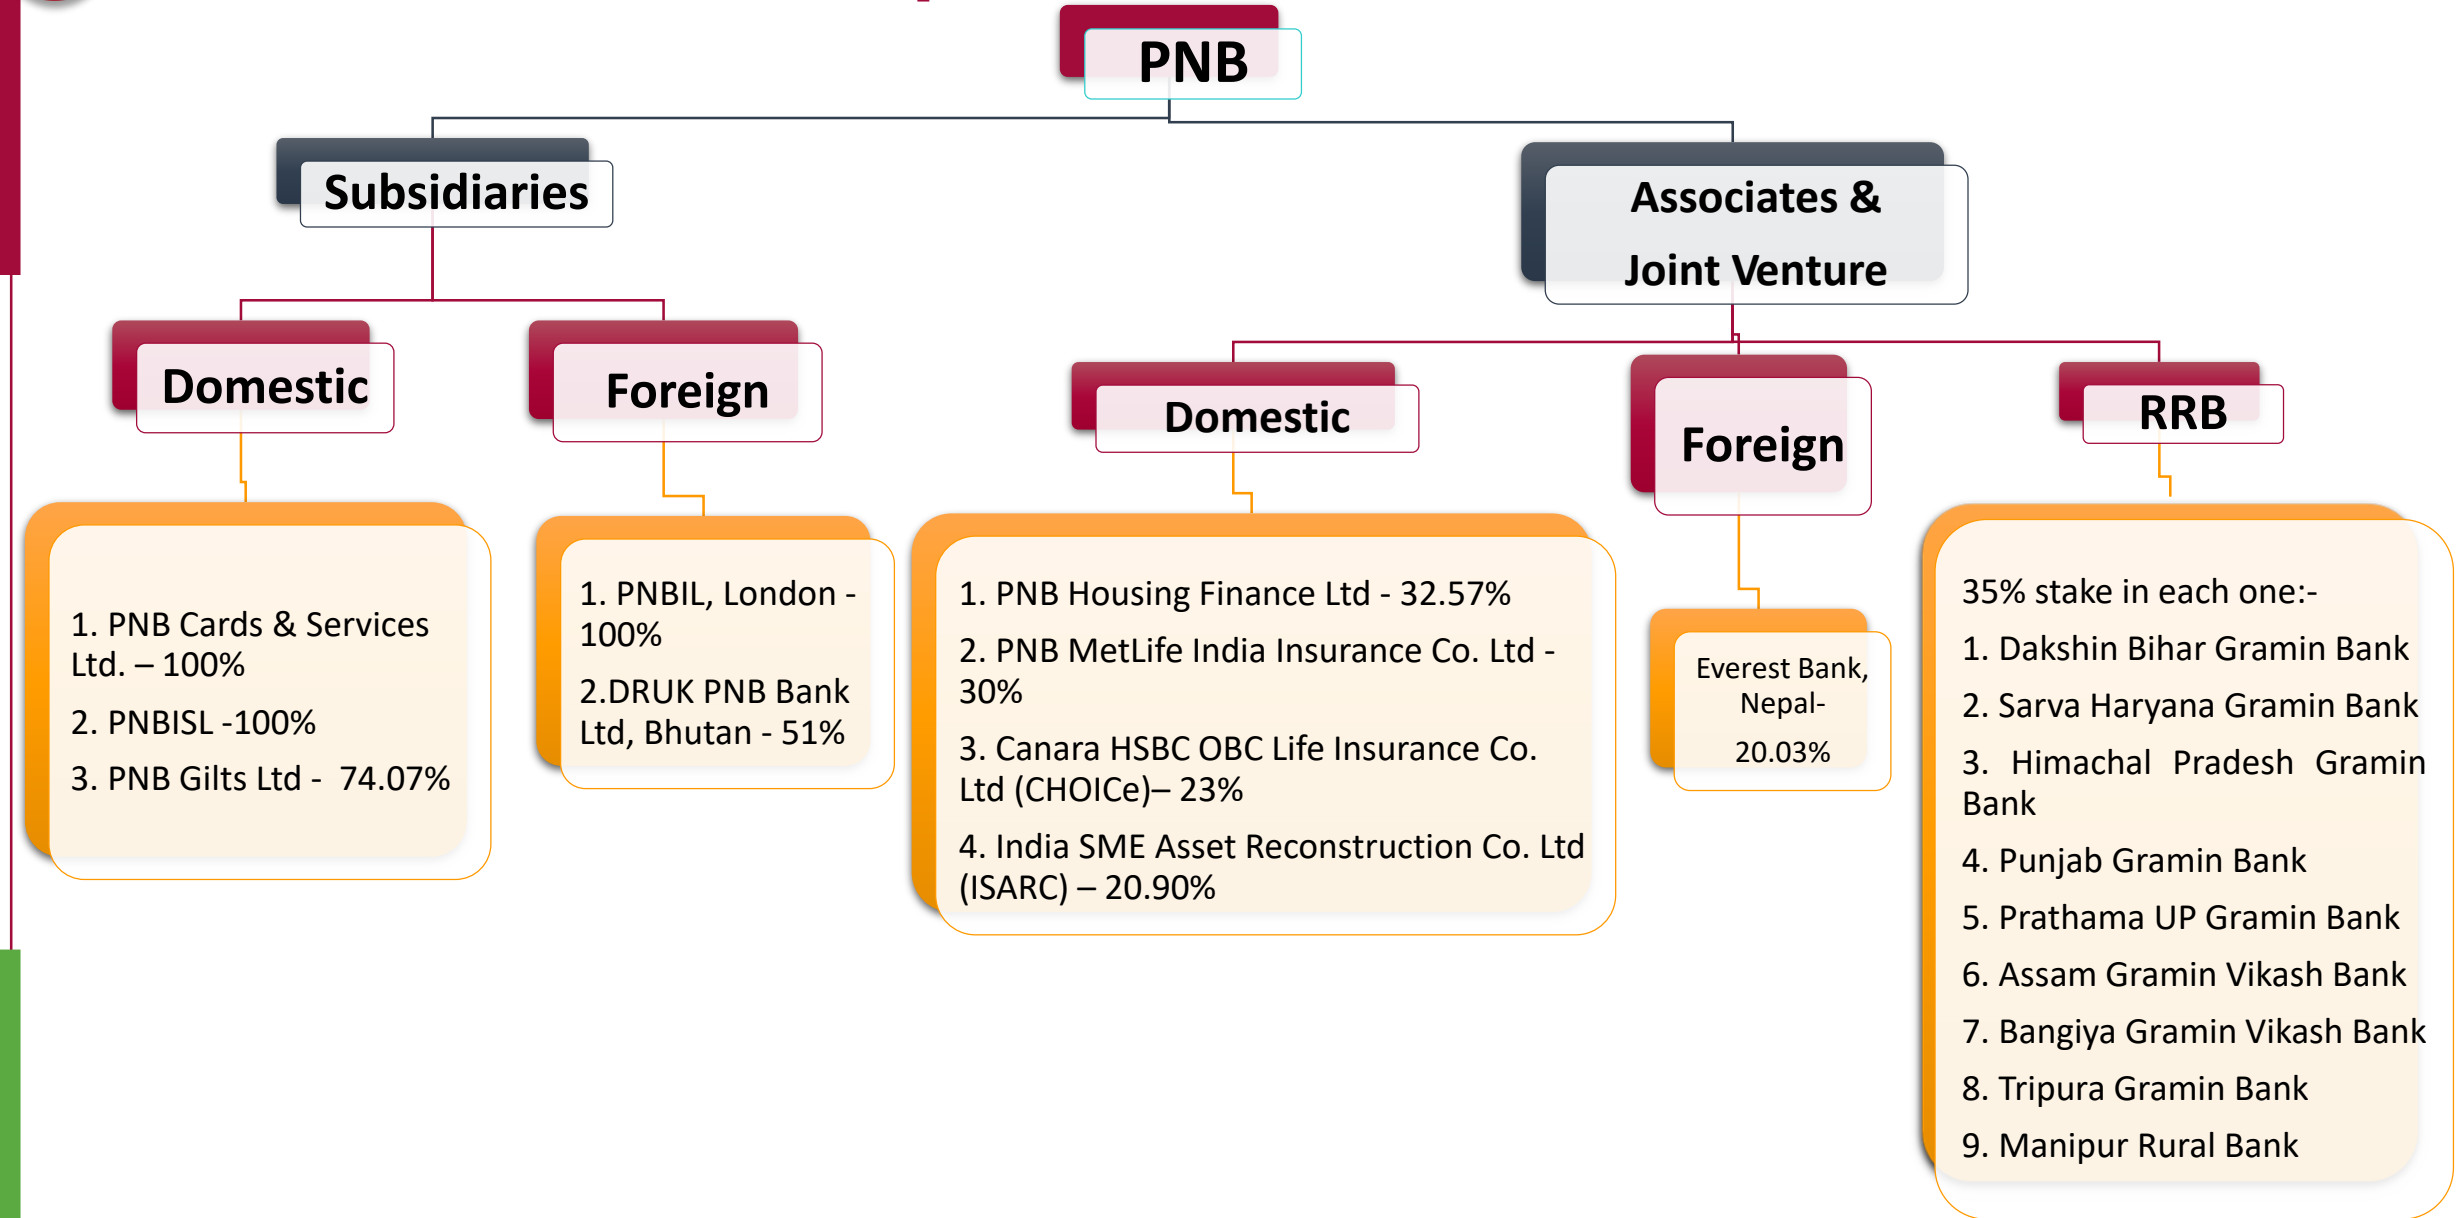 PNB
Subsidiaries
Associates &
Joint Venture
Domestic
Foreign
Domestic
Foreign
RRB
1. PNB Cards & Services
Ltd. – 100%
2. PNBISL -100%
3. PNB Gilts Ltd -  74.07%
1. PNBIL, London -
100%
2.DRUK PNB Bank
Ltd, Bhutan - 51%
1. PNB Housing Finance Ltd - 32.57%
2. PNB MetLife India Insurance Co. Ltd -
30%
3. Canara HSBC OBC Life Insurance Co.
Ltd (CHOICe)– 23%
4. India SME Asset Reconstruction Co. Ltd
(ISARC) – 20.90%
Everest Bank,
Nepal-
20.03%
35% stake in each one:-
1. Dakshin Bihar Gramin Bank
2. Sarva Haryana Gramin Bank
3. Himachal Pradesh Gramin
Bank
4. Punjab Gramin Bank
5. Prathama UP Gramin Bank
6. Assam Gramin Vikash Bank
7. Bangiya Gramin Vikash Bank
8. Tripura Gramin Bank
9. Manipur Rural Bank